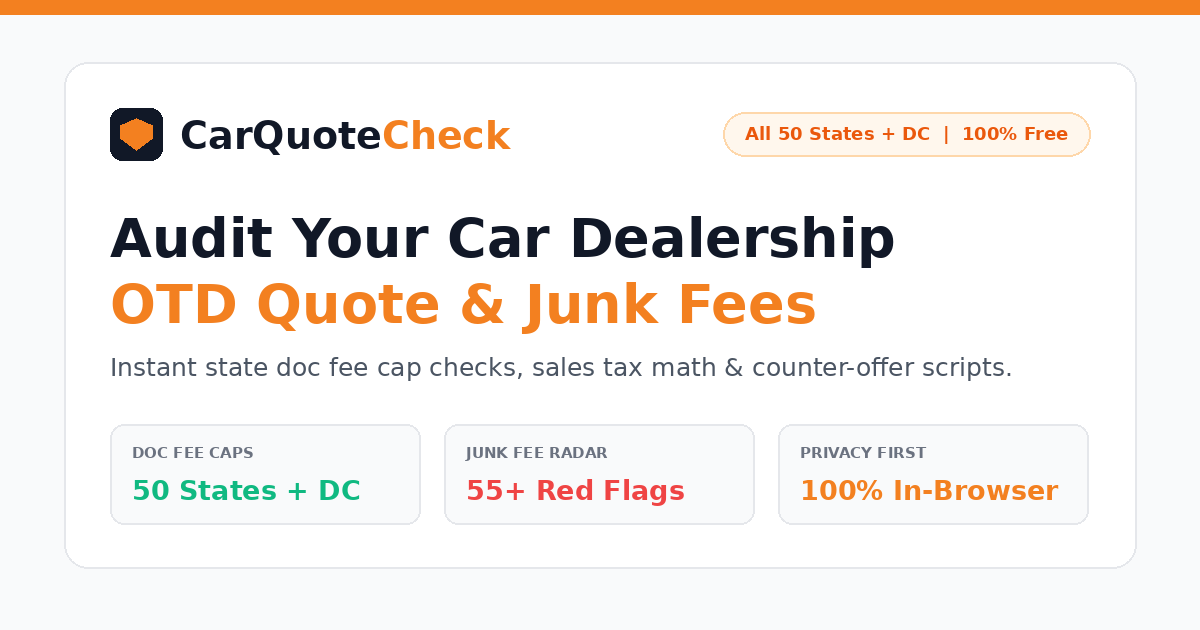 CarQuoteCheck
All 50 States + DC | 100% Free
Audit Your Car Dealership
OTD Quote & Junk Fees
Instant state doc fee cap checks, sales tax math & counter-offer scripts.
DOC FEE CAPS
50 States + DC
JUNK FEE RADAR
55+ Red Flags
PRIVACY FIRST
100% In-Browser